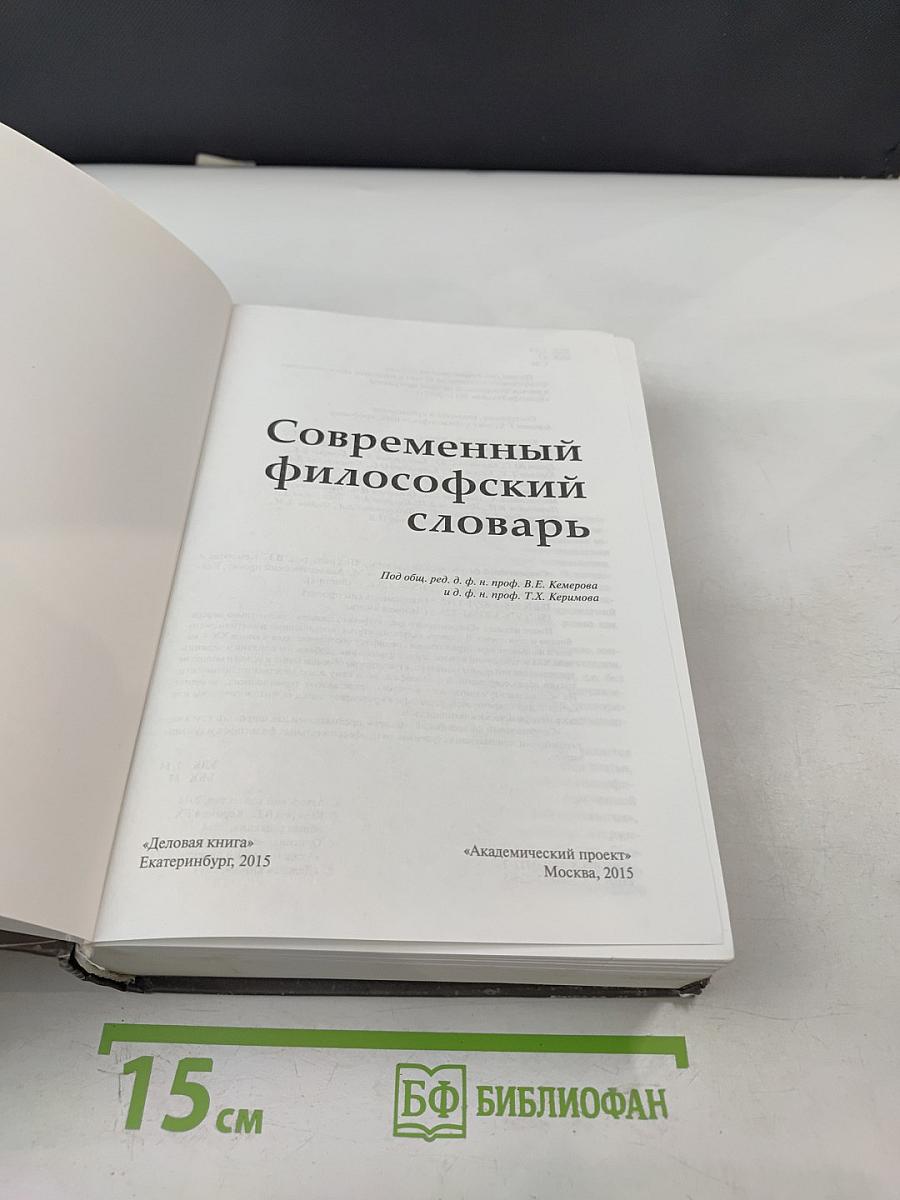 Современный
философский
словарь
Под общ. ред. д. ф. н. проф. В.Е. Кемерова
и д. ф. н. проф. Т.Х. Керимова
«Деловая книга»
Екатеринбург, 2015
«Академический проект»
Москва, 2015
15 см
БФ БИБЛИОФАН